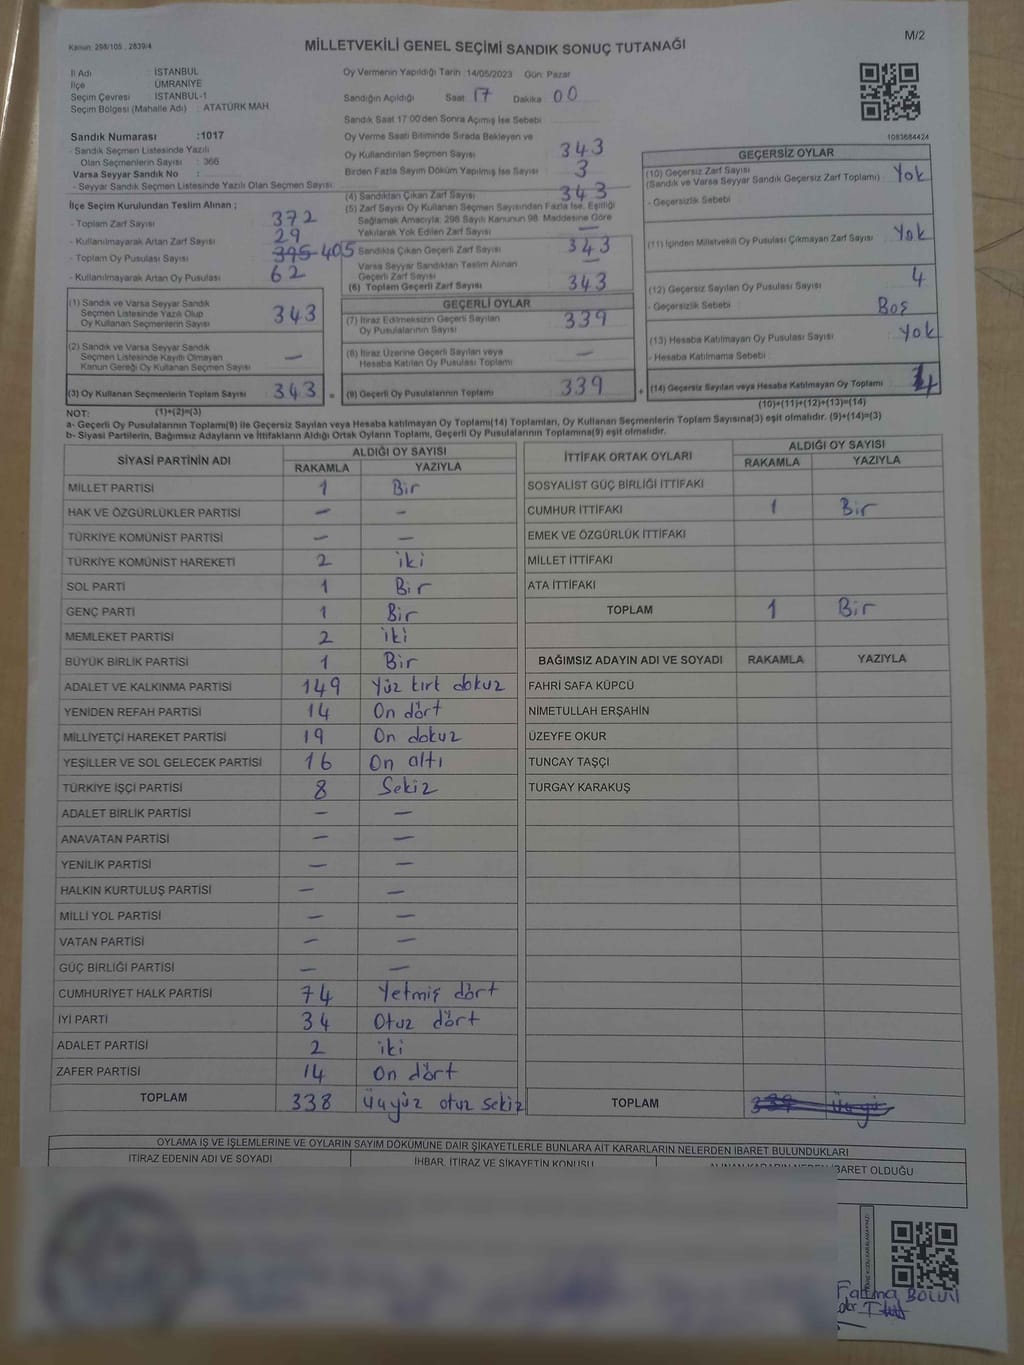 M/2
Kanun: 298/105 , 2839/4
MİLLETVEKİLİ GENEL SEÇİMİ SANDIK SONUÇ TUTANAĞI
İl Adı : İSTANBUL
İlçe ÜMRANİYE
Seçim Çevresi : İSTANBUL-1
Seçim Bölgesi (Mahalle Adı) : ATATÜRK MAH
Sandık Numarası :1017
- Sandık Seçmen Listesinde Yazılı
Olan Seçmenlerin Sayısı : 366
Varsa Seyyar Sandık No :
- Seyyar Sandık Seçmen Listesinde Yazılı Olan Seçmen Sayısı :
Oy Vermenin Yapıldığı Tarih :14/05/2023 Gün: Pazar
Sandığın Açıldığı Saat 17 Dakika 00
Sandık Saat 17:00'den Sonra Açılmış İse Sebebi
Oy Verme Saati Bitiminde Sırada Bekleyen ve
Oy Kullandırılan Seçmen Sayısı 343
Birden Fazla Sayım Döküm Yapılmış İse Sayısı 3
1083684424
İlçe Seçim Kurulundan Teslim Alınan ;
- Toplam Zarf Sayısı 372
- Kullanılmayarak Artan Zarf Sayısı 29
- Toplam Oy Pusulası Sayısı 395 405
- Kullanılmayarak Artan Oy Pusulası 62
(4) Sandıktan Çıkan Zarf Sayısı 343
(5) Zarf Sayısı Oy Kullanan Seçmen Sayısından Fazla İse, Eşitliği
Sağlamak Amacıyla; 298 Sayılı Kanunun 98. Maddesine Göre
Yakılarak Yok Edilen Zarf Sayısı —
Sandıkta Çıkan Geçerli Zarf Sayısı 343
Varsa Seyyar Sandıktan Teslim Alınan
Geçerli Zarf Sayısı —
(6) Toplam Geçerli Zarf Sayısı 343
GEÇERSİZ OYLAR
(10) Geçersiz Zarf Sayısı
(Sandık ve Varsa Seyyar Sandık Geçersiz Zarf Toplamı) Yok
- Geçersizlik Sebebi
(11) İçinden Milletvekili Oy Pusulası Çıkmayan Zarf Sayısı Yok
(12) Geçersiz Sayılan Oy Pusulası Sayısı 4
- Geçersizlik Sebebi : Boş
(13) Hesaba Katılmayan Oy Pusulası Sayısı Yok
- Hesaba Katılmama Sebebi
(14) Geçersiz Sayılan veya Hesaba Katılmayan Oy Toplamı 4
(10)+(11)+(12)+(13)=(14)
(1) Sandık ve Varsa Seyyar Sandık
Seçmen Listesinde Yazılı Olup
Oy Kullanan Seçmenlerin Sayısı 343
(2) Sandık ve Varsa Seyyar Sandık
Seçmen Listesinde Kayıtlı Olmayan
Kanun Gereği Oy Kullanan Seçmen Sayısı —
(3) Oy Kullanan Seçmenlerin Toplam Sayısı 343 =
GEÇERLİ OYLAR
(7) İtiraz Edilmeksizin Geçerli Sayılan
Oy Pusulalarının Sayısı 339
(8) İtiraz Üzerine Geçerli Sayılan veya
Hesaba Katılan Oy Pusulası Toplamı —
(9) Geçerli Oy Pusulalarının Toplamı 339 +
NOT: (1)+(2)=(3)
a- Geçerli Oy Pusulalarının Toplamı(9) ile Geçersiz Sayılan veya Hesaba katılmayan Oy Toplamı(14) Toplamları, Oy Kullanan Seçmenlerin Toplam Sayısına(3) eşit olmalıdır. (9)+(14)=(3)
b- Siyasi Partilerin, Bağımsız Adayların ve İttifakların Aldığı Ortak Oyların Toplamı, Geçerli Oy Pusulalarının Toplamına(9) eşit olmalıdır.
SİYASİ PARTİNİN ADI ALDIĞI OY SAYISI
RAKAMLA YAZIYLA
MİLLET PARTİSİ 1 Bir
HAK VE ÖZGÜRLÜKLER PARTİSİ — —
TÜRKİYE KOMÜNİST PARTİSİ — —
TÜRKİYE KOMÜNİST HAREKETİ 2 iki
SOL PARTİ 1 Bir
GENÇ PARTİ 1 Bir
MEMLEKET PARTİSİ 2 iki
BÜYÜK BİRLİK PARTİSİ 1 Bir
ADALET VE KALKINMA PARTİSİ 149 Yüz kırt dokuz
YENİDEN REFAH PARTİSİ 14 On dört
MİLLİYETÇİ HAREKET PARTİSİ 19 On dokuz
YEŞİLLER VE SOL GELECEK PARTİSİ 16 On altı
TÜRKİYE İŞÇİ PARTİSİ 8 Sekiz
ADALET BİRLİK PARTİSİ — —
ANAVATAN PARTİSİ — —
YENİLİK PARTİSİ — —
HALKIN KURTULUŞ PARTİSİ — —
MİLLİ YOL PARTİSİ — —
VATAN PARTİSİ — —
GÜÇ BİRLİĞİ PARTİSİ — —
CUMHURİYET HALK PARTİSİ 74 Yetmiş dört
İYİ PARTİ 34 Otuz dört
ADALET PARTİSİ 2 iki
ZAFER PARTİSİ 14 On dört
TOPLAM 338 Üçyüz otuz sekiz
İTTİFAK ORTAK OYLARI ALDIĞI OY SAYISI
RAKAMLA YAZIYLA
SOSYALİST GÜÇ BİRLİĞİ İTTİFAKI
CUMHUR İTTİFAKI 1 Bir
EMEK VE ÖZGÜRLÜK İTTİFAKI
MİLLET İTTİFAKI
ATA İTTİFAKI
TOPLAM 1 Bir
BAĞIMSIZ ADAYIN ADI VE SOYADI RAKAMLA YAZIYLA
FAHRİ SAFA KÜPCÜ
NİMETULLAH ERŞAHİN
ÜZEYFE OKUR
TUNCAY TAŞÇI
TURGAY KARAKUŞ
TOPLAM 339
OYLAMA İŞ VE İŞLEMLERİNE VE OYLARIN SAYIM DÖKÜMÜNE DAİR ŞİKAYETLERLE BUNLARA AİT KARARLARIN NELERDEN İBARET BULUNDUKLARI
İTİRAZ EDENİN ADI VE SOYADI İHBAR, İTİRAZ VE ŞİKAYETİN KONUSU ALINAN KARARIN NEDEN İBARET OLDUĞU
Fatma